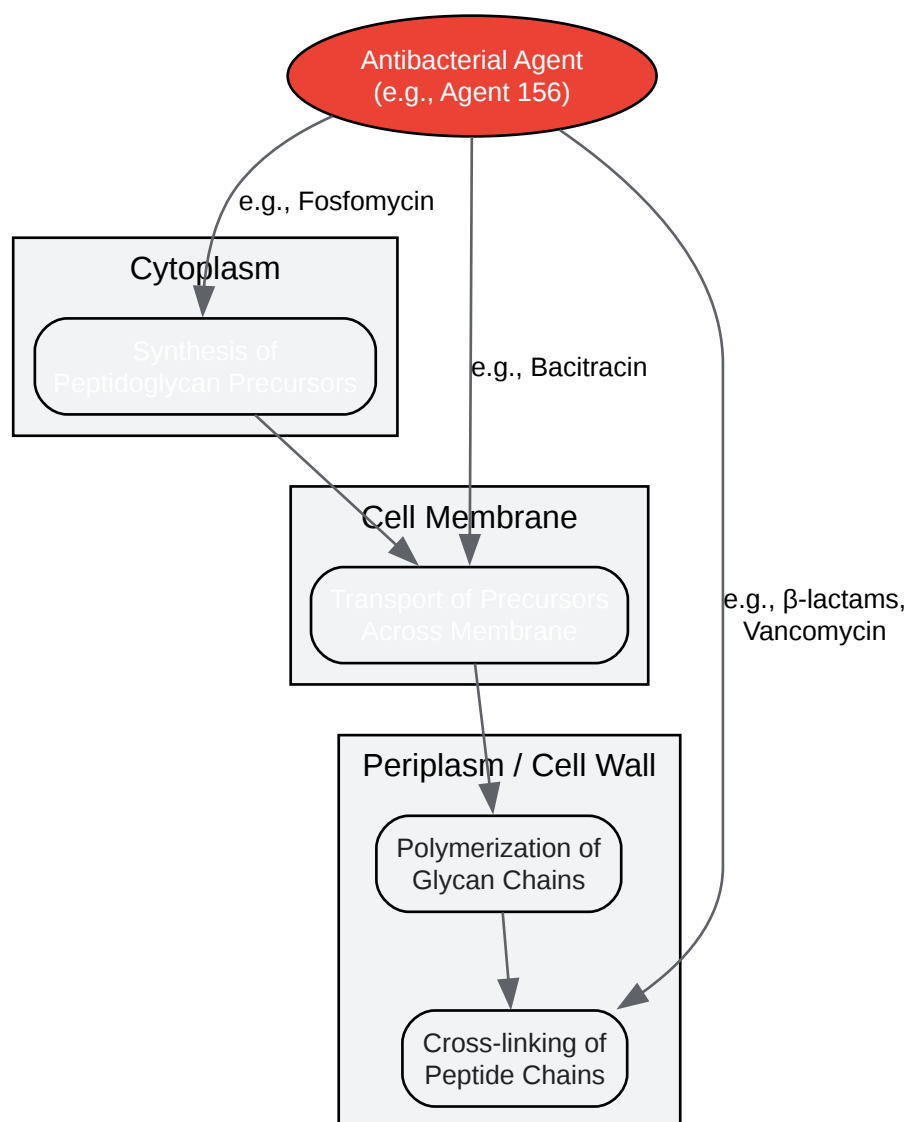 Antibacterial Agent
(e.g., Agent 156)
e.g., Fosfomycin
Cytoplasm
Synthesis of
Peptidoglycan Precursors
e.g., Bacitracin
Cell Membrane
Transport of Precursors
Across Membrane
e.g., β-lactams,
Vancomycin
Periplasm / Cell Wall
Polymerization of
Glycan Chains
Cross-linking of
Peptide Chains